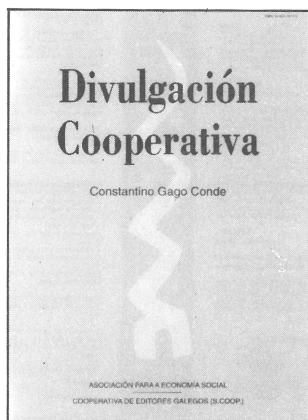 Divulgación
Cooperativa
Constantino Gago Conde
ASOCIACIÓN PARA A ECONOMÍA SOCIAL
COOPERATIVA DE EDITORES GALEGOS (S.COOP.)